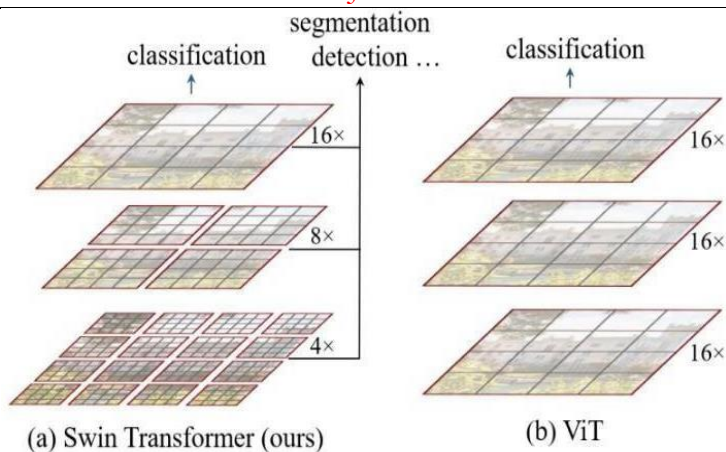 segmentation
classification
detection ...
classification
16×
8×
4×
16×
16×
16×
(a) Swin Transformer (ours)
(b) ViT